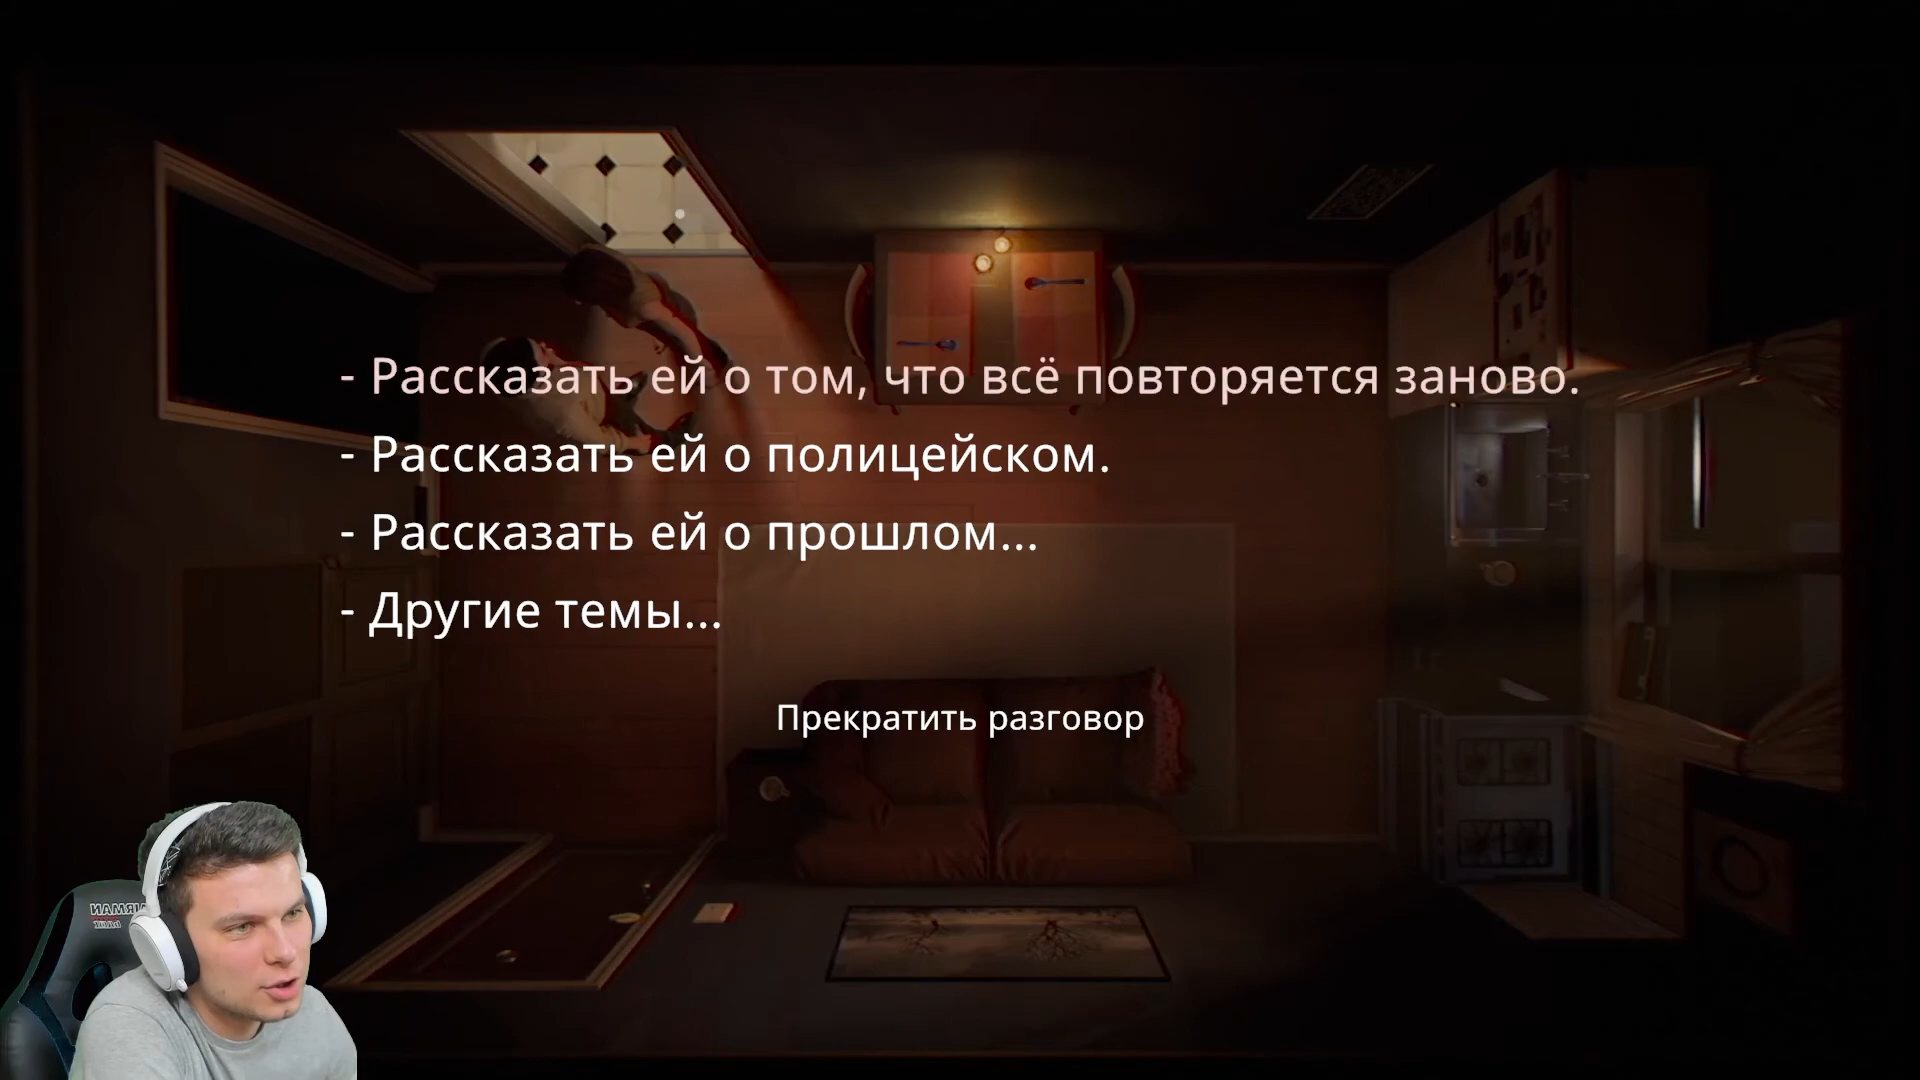 - Рассказать ей о том, что всё повторяется заново.
- Рассказать ей о полицейском.
- Рассказать ей о прошлом...
- Другие темы...
Прекратить разговор